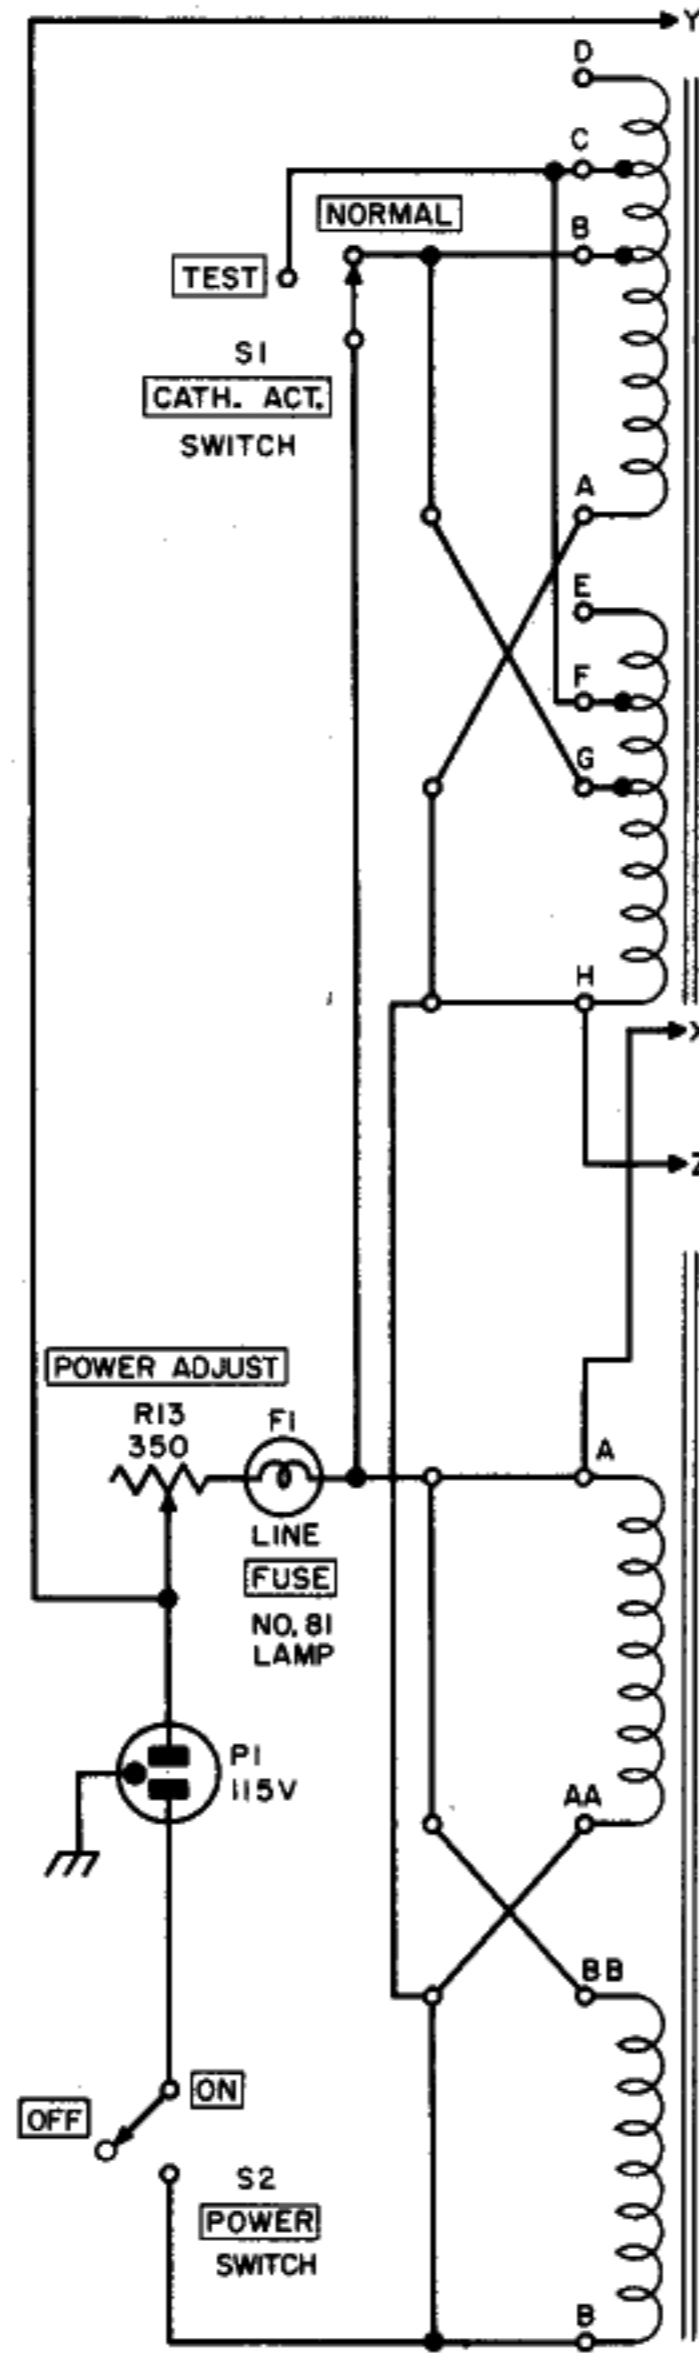 Y
D
C
NORMAL
B
TEST
S1
CATH. ACT.
SWITCH
A
E
F
G
H
X
Z
POWER ADJUST
R13
350
F1
A
LINE
FUSE
NO. 81
LAMP
P1
115V
AA
BB
ON
OFF
S2
POWER
SWITCH
B